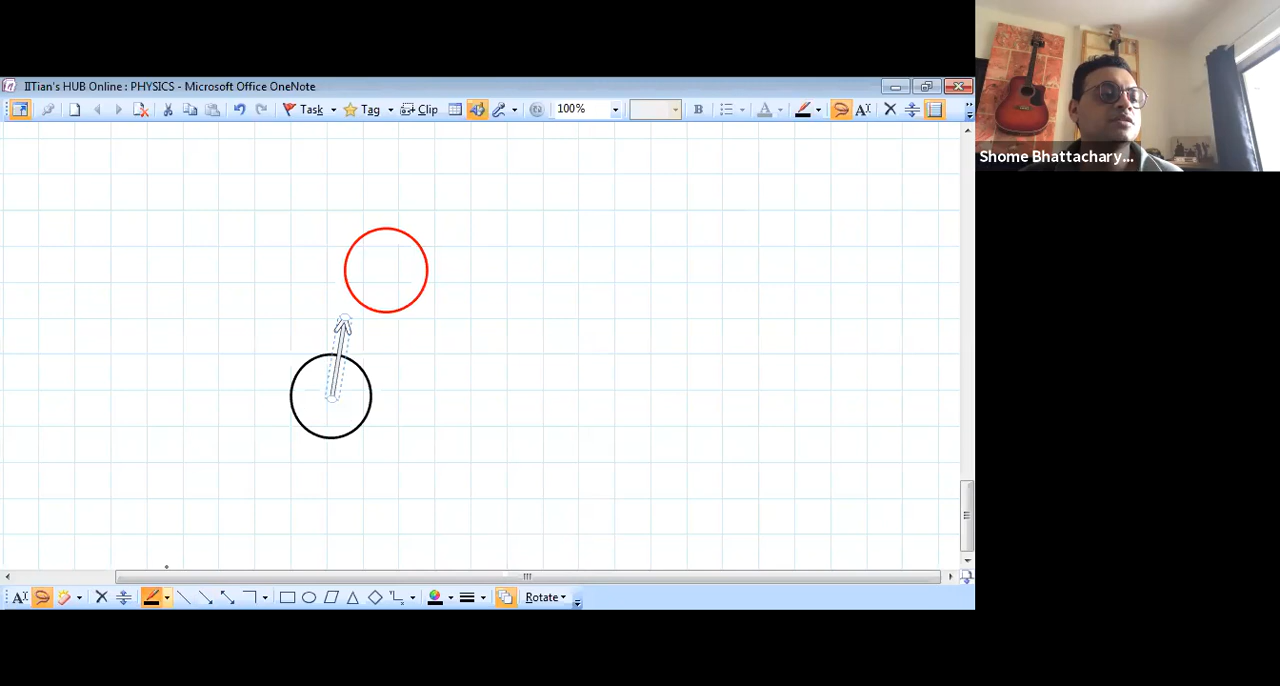 IITian's HUB Online : PHYSICS - Microsoft Office OneNote
Task Tag Clip 100% B A A
Shome Bhattachary...
A Rotate